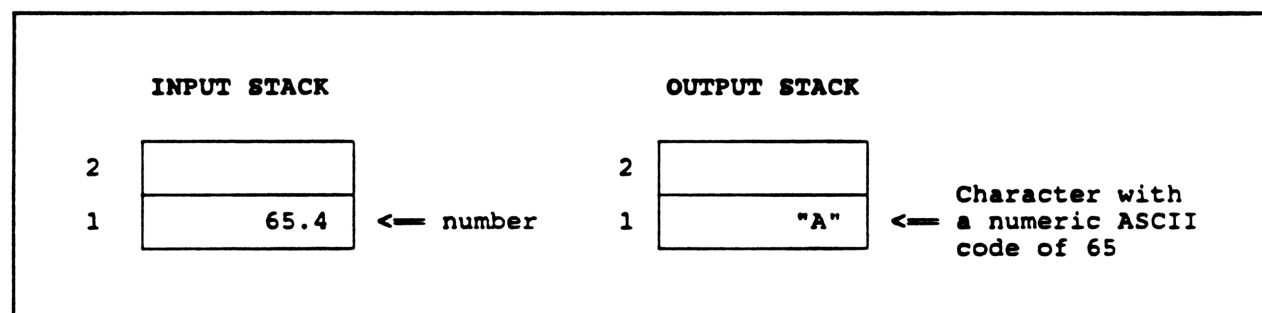 INPUT STACK OUTPUT STACK
2 2
Character with
1 65.4 <== number 1 "A" <== a numeric ASCII
code of 65